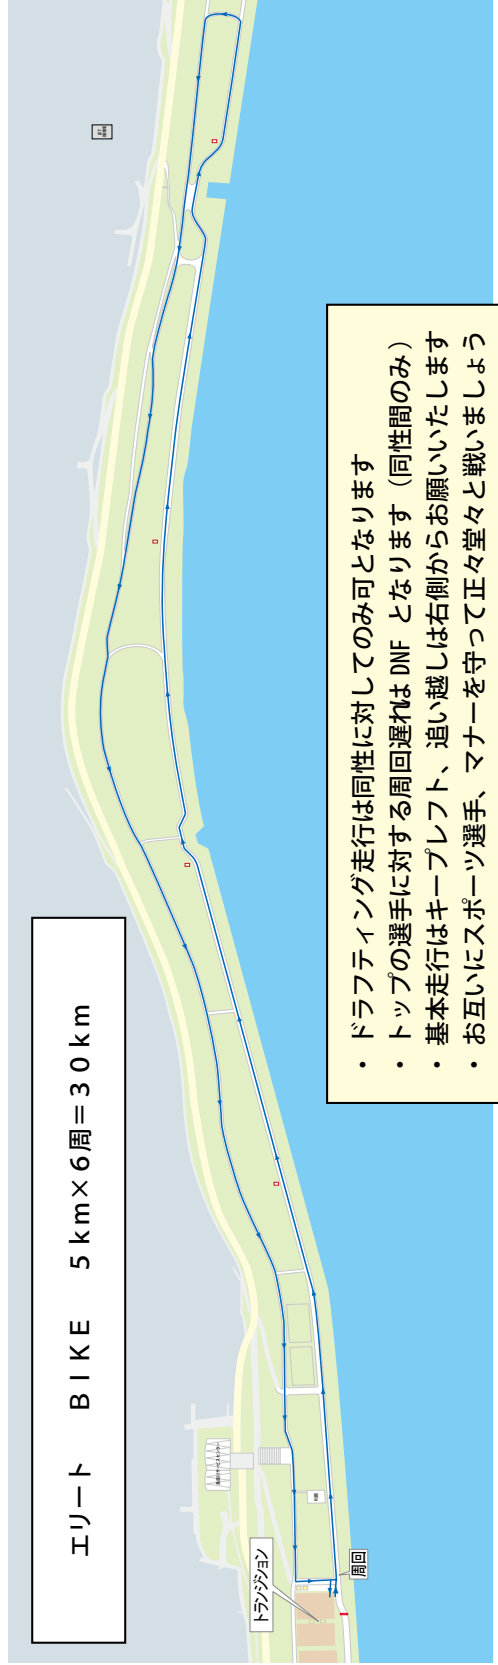 エリート　BIKE　5km×6周＝30km
トランジション
周回
・ドラフティング走行は同性に対してのみ可となります
・トップの選手に対する周回遅れは DNF となります（同性間のみ）
・基本走行はキープレフト、追い越しは右側からお願いいたします
・お互いにスポーツ選手、マナーを守って正々堂々と戦いましょう